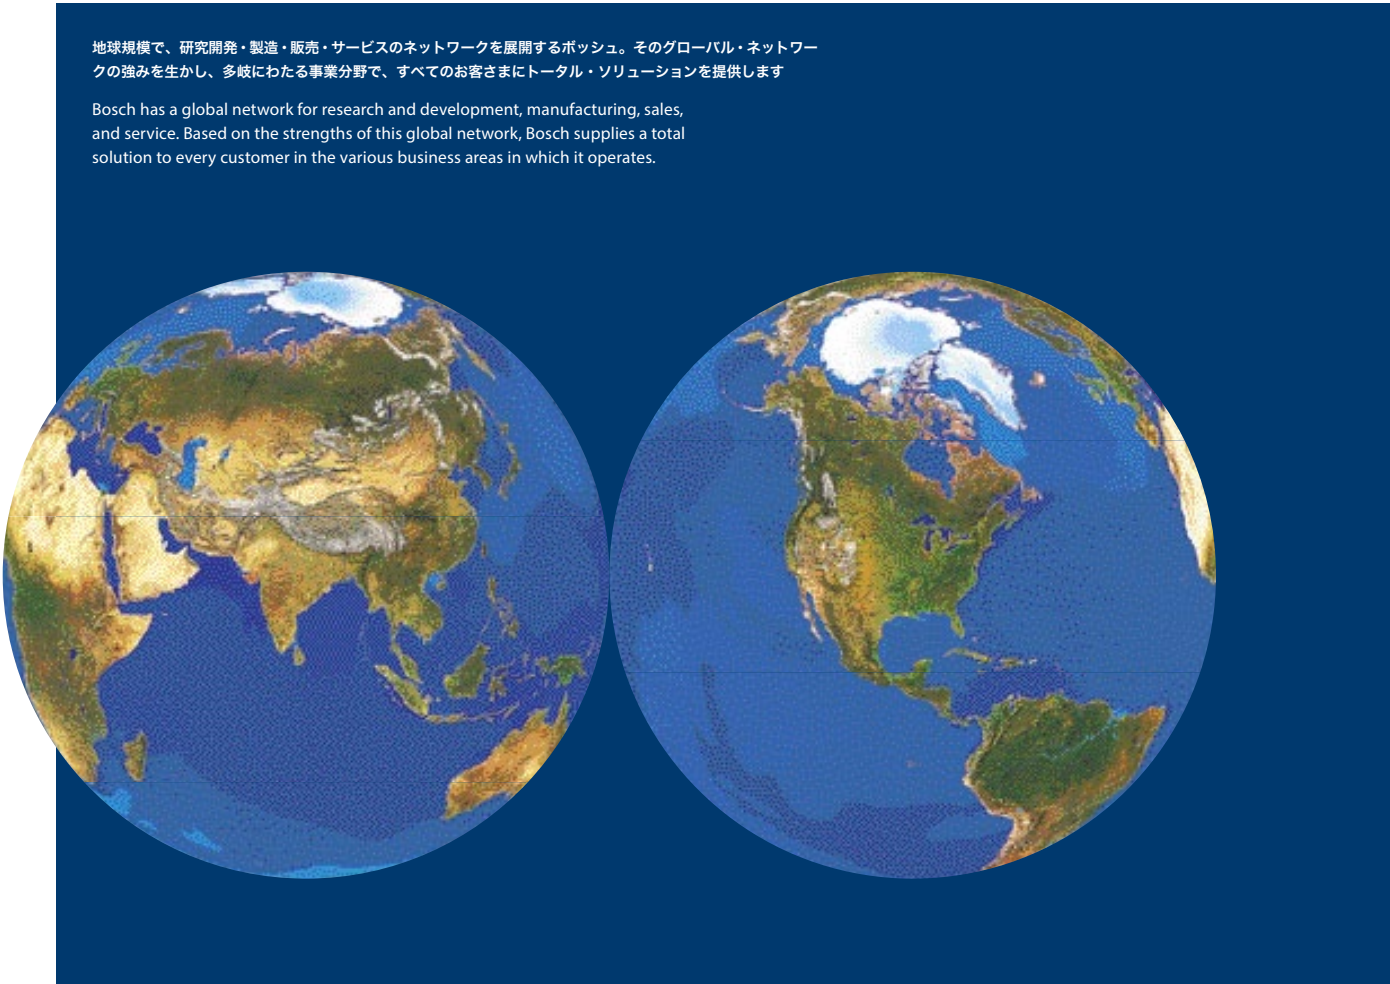 地球規模で、研究開発・製造・販売・サービスのネットワークを展開するボッシュ。そのグローバル・ネットワー
クの強みを生かし、多岐にわたる事業分野で、すべてのお客さまにトータル・ソリューションを提供します
Bosch has a global network for research and development, manufacturing, sales,
and service. Based on the strengths of this global network, Bosch supplies a total
solution to every customer in the various business areas in which it operates.